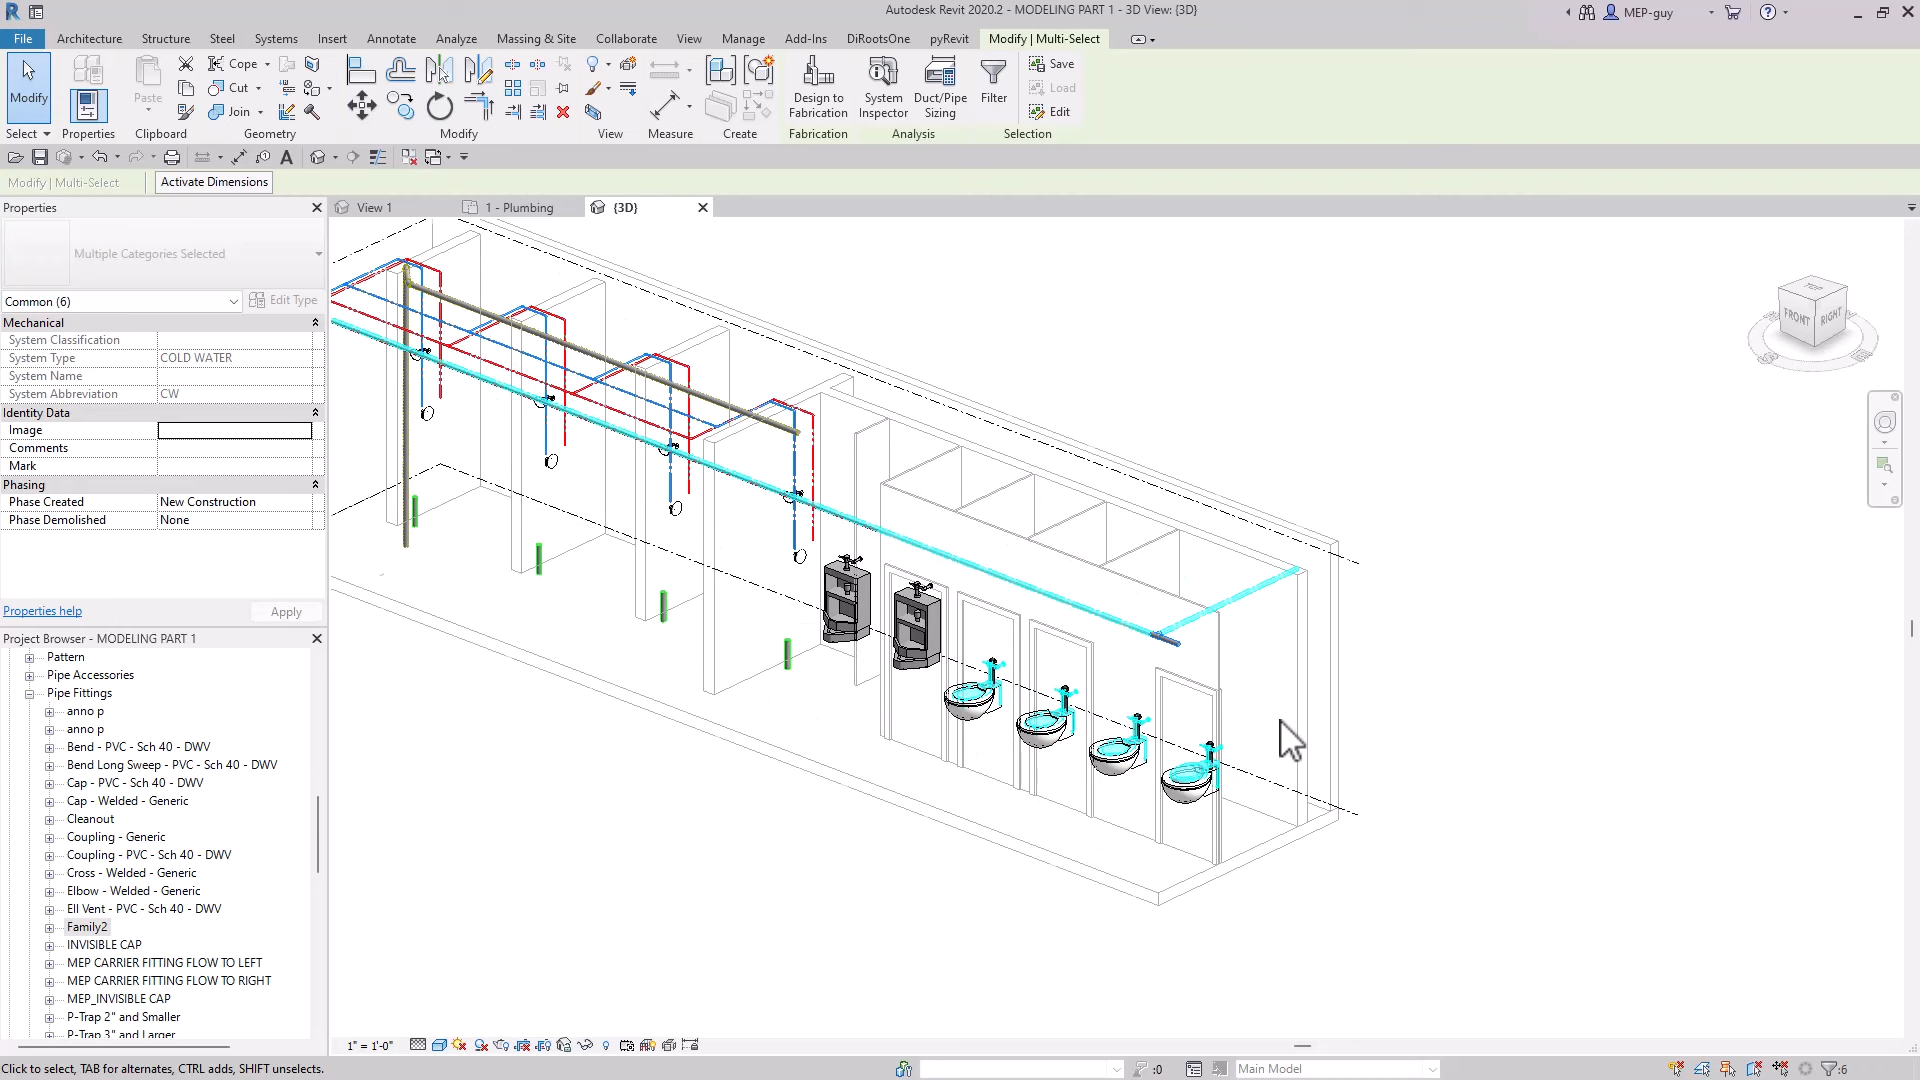 Autodesk Revit 2020.2 - MODELING PART 1 - 3D View: {3D}
MEP-guy
File
Architecture
Structure
Steel
Systems
Insert
Annotate
Analyze
Massing & Site
Collaborate
View
Manage
Add-Ins
DiRootsOne
pyRevit
Modify | Multi-Select
Modify
Paste
Cope
Cut
Join
Design to
Fabrication
System
Inspector
Duct/Pipe
Sizing
Filter
Save
Load
Edit
Select
Properties
Clipboard
Geometry
Modify
View
Measure
Create
Fabrication
Analysis
Selection
Modify | Multi-Select
Activate Dimensions
Properties
View 1
1 - Plumbing
{3D}
Multiple Categories Selected
Common (6)
Edit Type
Mechanical
System Classification
System Type COLD WATER
System Name
System Abbreviation CW
Identity Data
Image
Comments
Mark
Phasing
Phase Created New Construction
Phase Demolished None
Properties help
Apply
Project Browser - MODELING PART 1
Pattern
Pipe Accessories
Pipe Fittings
anno p
anno p
Bend - PVC - Sch 40 - DWV
Bend Long Sweep - PVC - Sch 40 - DWV
Cap - PVC - Sch 40 - DWV
Cap - Welded - Generic
Cleanout
Coupling - Generic
Coupling - PVC - Sch 40 - DWV
Cross - Welded - Generic
Elbow - Welded - Generic
Ell Vent - PVC - Sch 40 - DWV
Family2
INVISIBLE CAP
MEP CARRIER FITTING FLOW TO LEFT
MEP CARRIER FITTING FLOW TO RIGHT
MEP_INVISIBLE CAP
P-Trap 2" and Smaller
P-Trap 3" and Larger
TOP
FRONT
RIGHT
1" = 1'-0"
Click to select, TAB for alternates, CTRL adds, SHIFT unselects.
:0
Main Model
:6